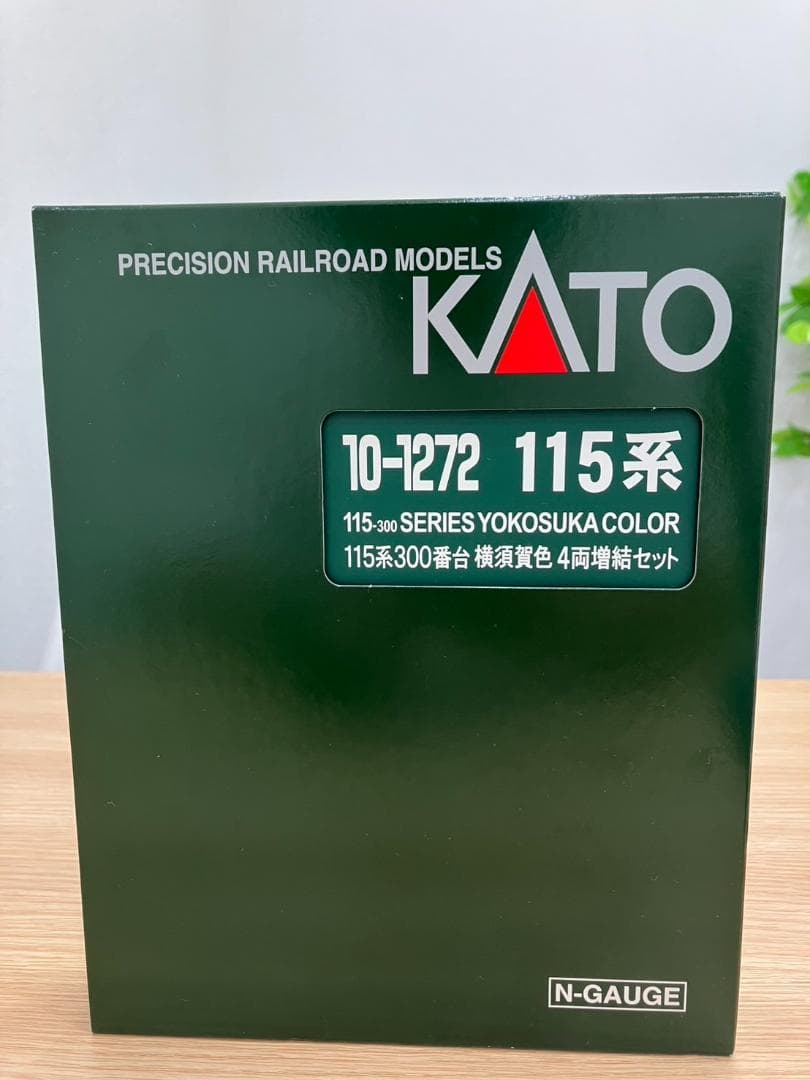 PRECISION RAILROAD MODELS
KATO
10-1272 115系
115-300 SERIES YOKOSUKA COLOR
115系300番台 横須賀色 4両増結セット
N-GAUGE